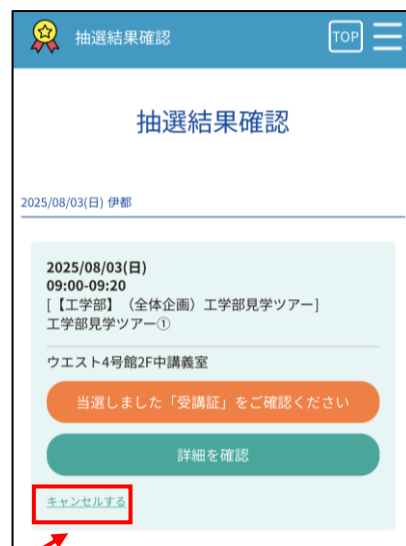 抽選結果確認
TOP
抽選結果確認
2025/08/03(日) 伊都
2025/08/03(日)
09:00-09:20
[【工学部】（全体企画）工学部見学ツアー]
工学部見学ツアー①
ウエスト4号館2F中講義室
当選しました「受講証」をご確認ください
詳細を確認
キャンセルする